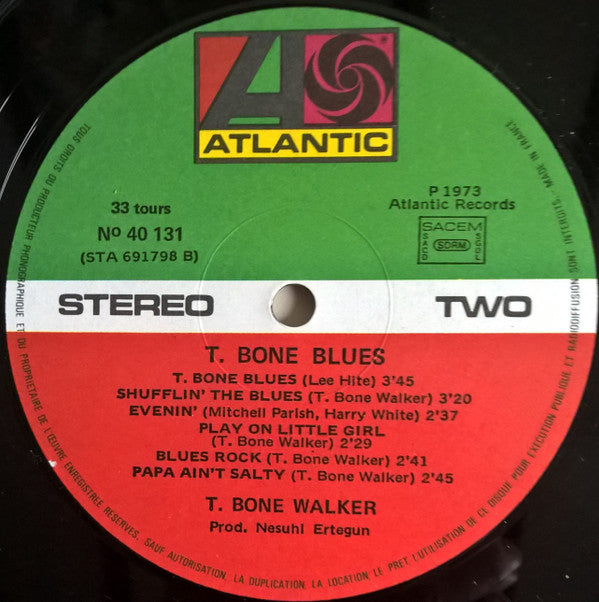 ATLANTIC
33 tours
Nº 40 131
(STA 691798 B)
P 1973
Atlantic Records
SACEM
SACD
SDRM
SGDL
STEREO
TWO
T. BONE BLUES
T. BONE BLUES (Lee Hite) 3'45
SHUFFLIN' THE BLUES (T. Bone Walker) 3'20
EVENIN' (Mitchell Parish, Harry White) 2'37
PLAY ON LITTLE GIRL
(T. Bone Walker) 2'29
BLUES ROCK (T. Bone Walker) 2'41
PAPA AIN'T SALTY (T. Bone Walker) 2'45
T. BONE WALKER
Prod. Nesuhi Ertegun
TOUS DROITS DU PRODUCTEUR PHONOGRAPHIQUE ET DU PROPRIETAIRE DE L'ŒUVRE ENREGISTREE RESERVES. SAUF AUTORISATION, LA DUPLICATION, LA LOCATION LE PRET L'UTILISATION DE CE DISQUE POUR EXECUTION PUBLIQUE ET RADIODIFFUSION SONT INTERDITS. - MADE IN FRANCE